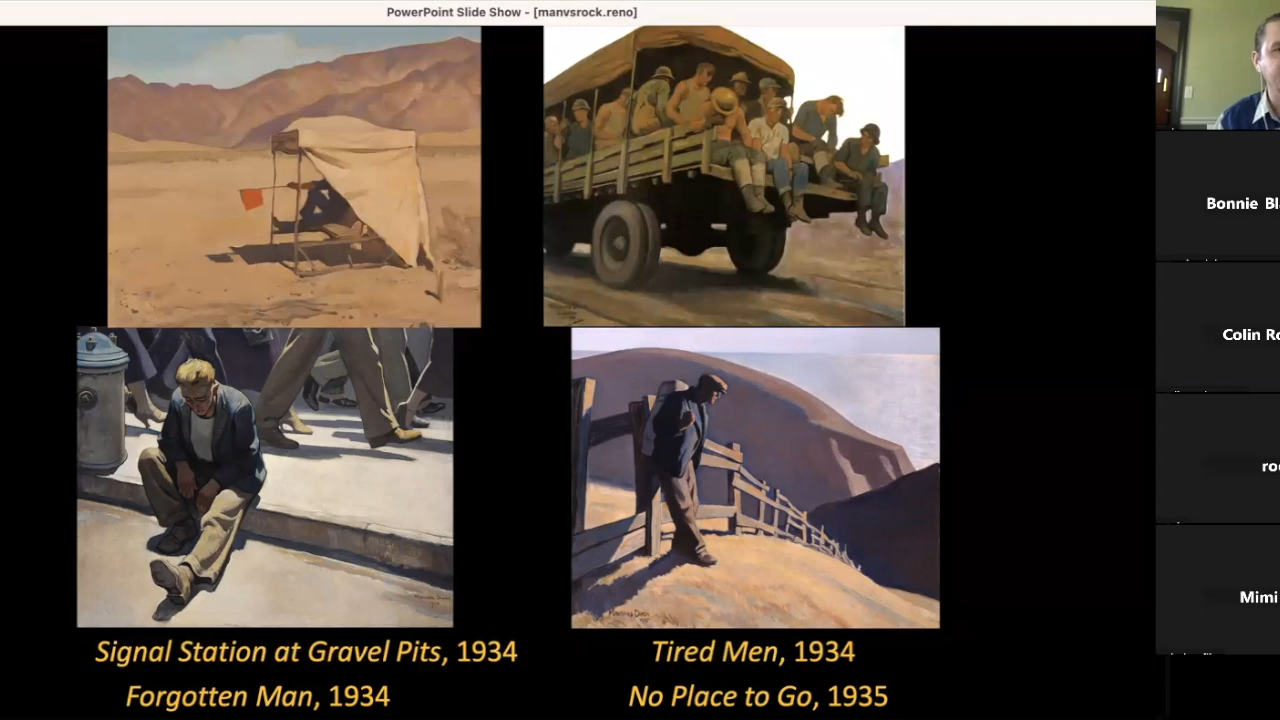 PowerPoint Slide Show - [manvsrock.reno]
Bonnie Bl
Colin Ro
ro
Mimi
Signal Station at Gravel Pits, 1934
Tired Men, 1934
Forgotten Man, 1934
No Place to Go, 1935